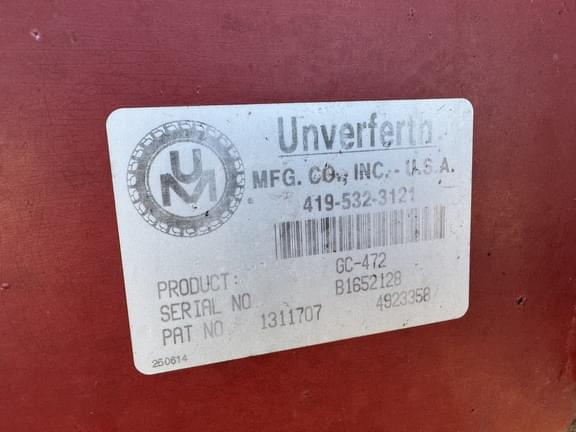 UM
Unverferth
MFG. CO., INC. - U.S.A.
419-532-3121
PRODUCT: GC-472
SERIAL NO B1652128
PAT NO 1311707 4923358
250614